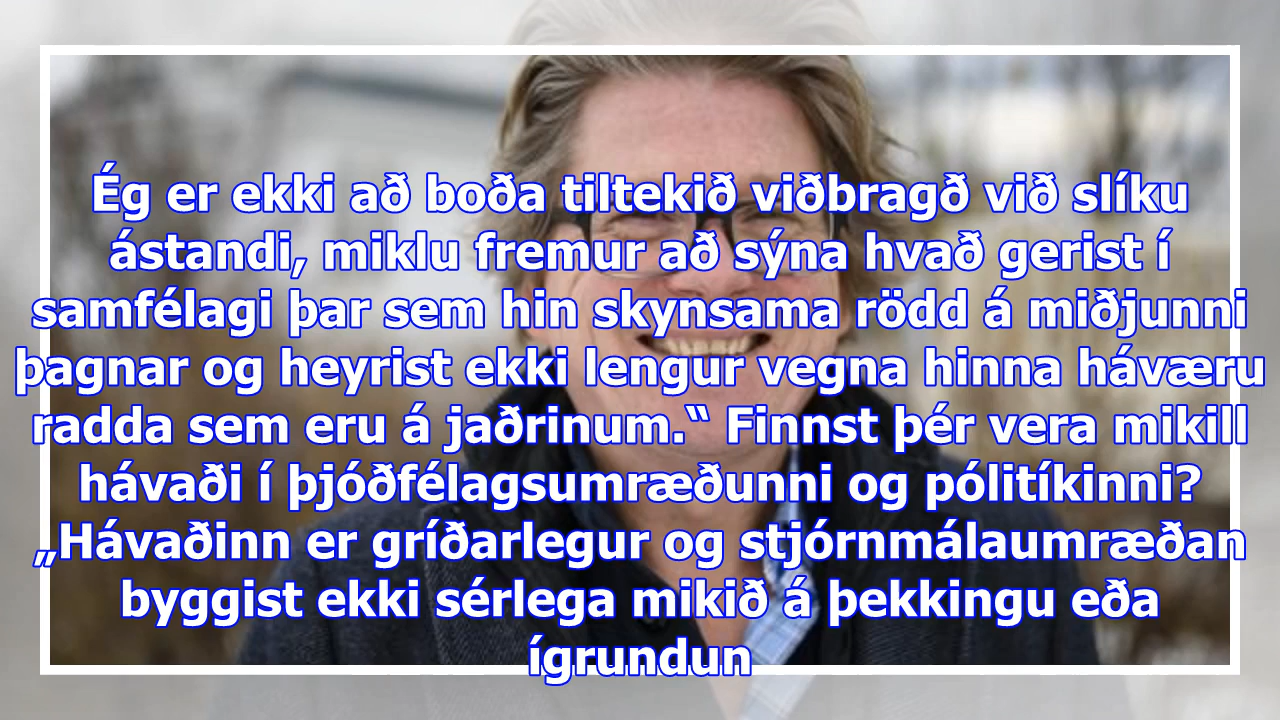 Ég er ekki að boða tiltekið viðbragð við slíku
ástandi, miklu fremur að sýna hvað gerist í
samfélagi þar sem hin skynsama rödd á miðjunni
þagnar og heyrist ekki lengur vegna hinna háværu
radda sem eru á jaðrinum.“ Finnst þér vera mikill
hávaði í þjóðfélagsumræðunni og pólitíkinni?
„Hávaðinn er gríðarlegur og stjórnmálaumræðan
byggist ekki sérlega mikið á þekkingu eða
ígrundun